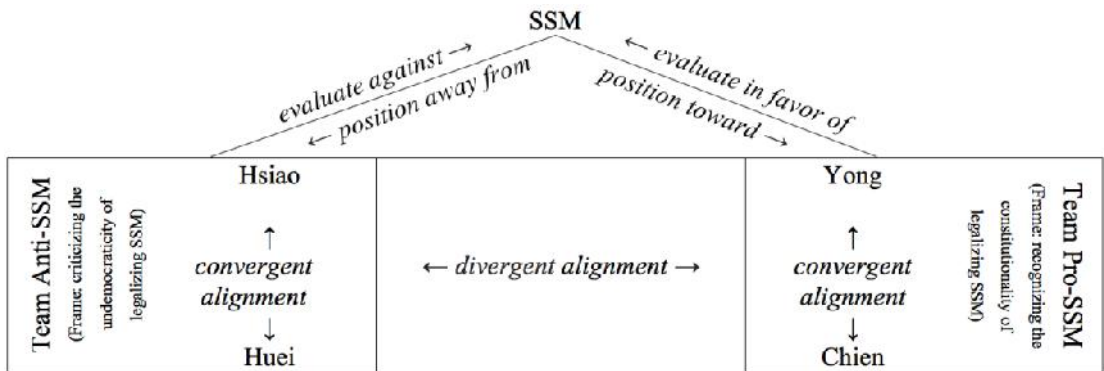 SSM
← evaluate against →
← position away from
← evaluate in favor of
position toward →
Team Anti-SSM
(Frame: criticizing the
undemocraticity of
legalizing SSM)
Hsiao
↑
convergent
alignment
↓
Huei
← divergent alignment →
Yong
↑
convergent
alignment
↓
Chien
Team Pro-SSM
(Frame: recognizing the
constitutionality of
legalizing SSM)